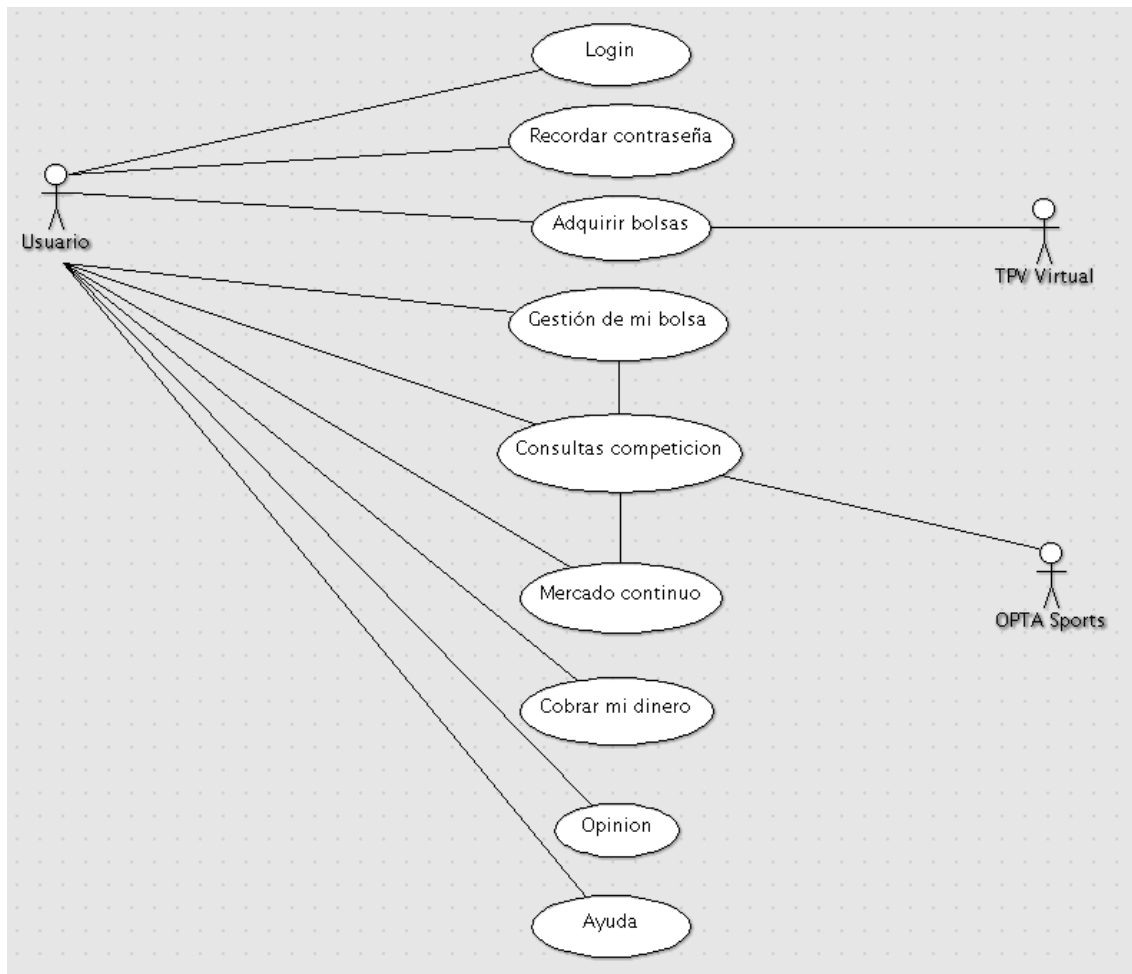 Login
Recordar contraseña
Adquirir bolsas
Usuario
TPV Virtual
Gestión de mi bolsa
Consultas competicion
Mercado continuo
OPTA Sports
Cobrar mi dinero
Opinion
Ayuda